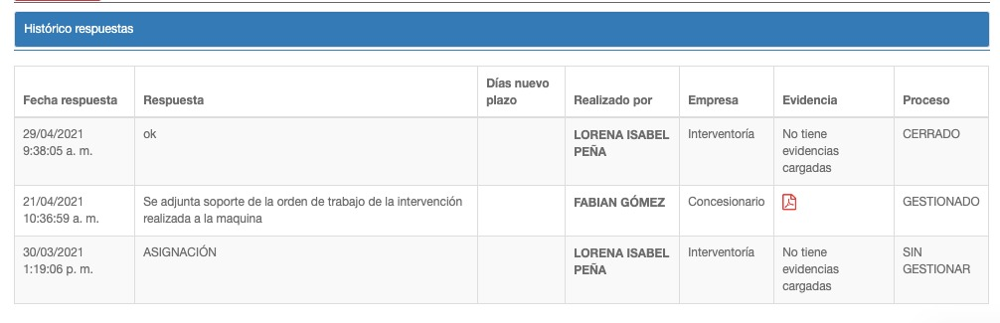 Histórico respuestas
Días nuevo
Fecha respuesta Respuesta plazo Realizado por Empresa Evidencia Proceso
29/04/2021 ok LORENA ISABEL Interventoría No tiene CERRADO
9:38:05 a. m. PEÑA evidencias
cargadas
21/04/2021 Se adjunta soporte de la orden de trabajo de la intervención FABIAN GÓMEZ Concesionario GESTIONADO
10:36:59 a. m. realizada a la maquina
30/03/2021 ASIGNACIÓN LORENA ISABEL Interventoría No tiene SIN
1:19:06 p. m. PEÑA evidencias GESTIONAR
cargadas